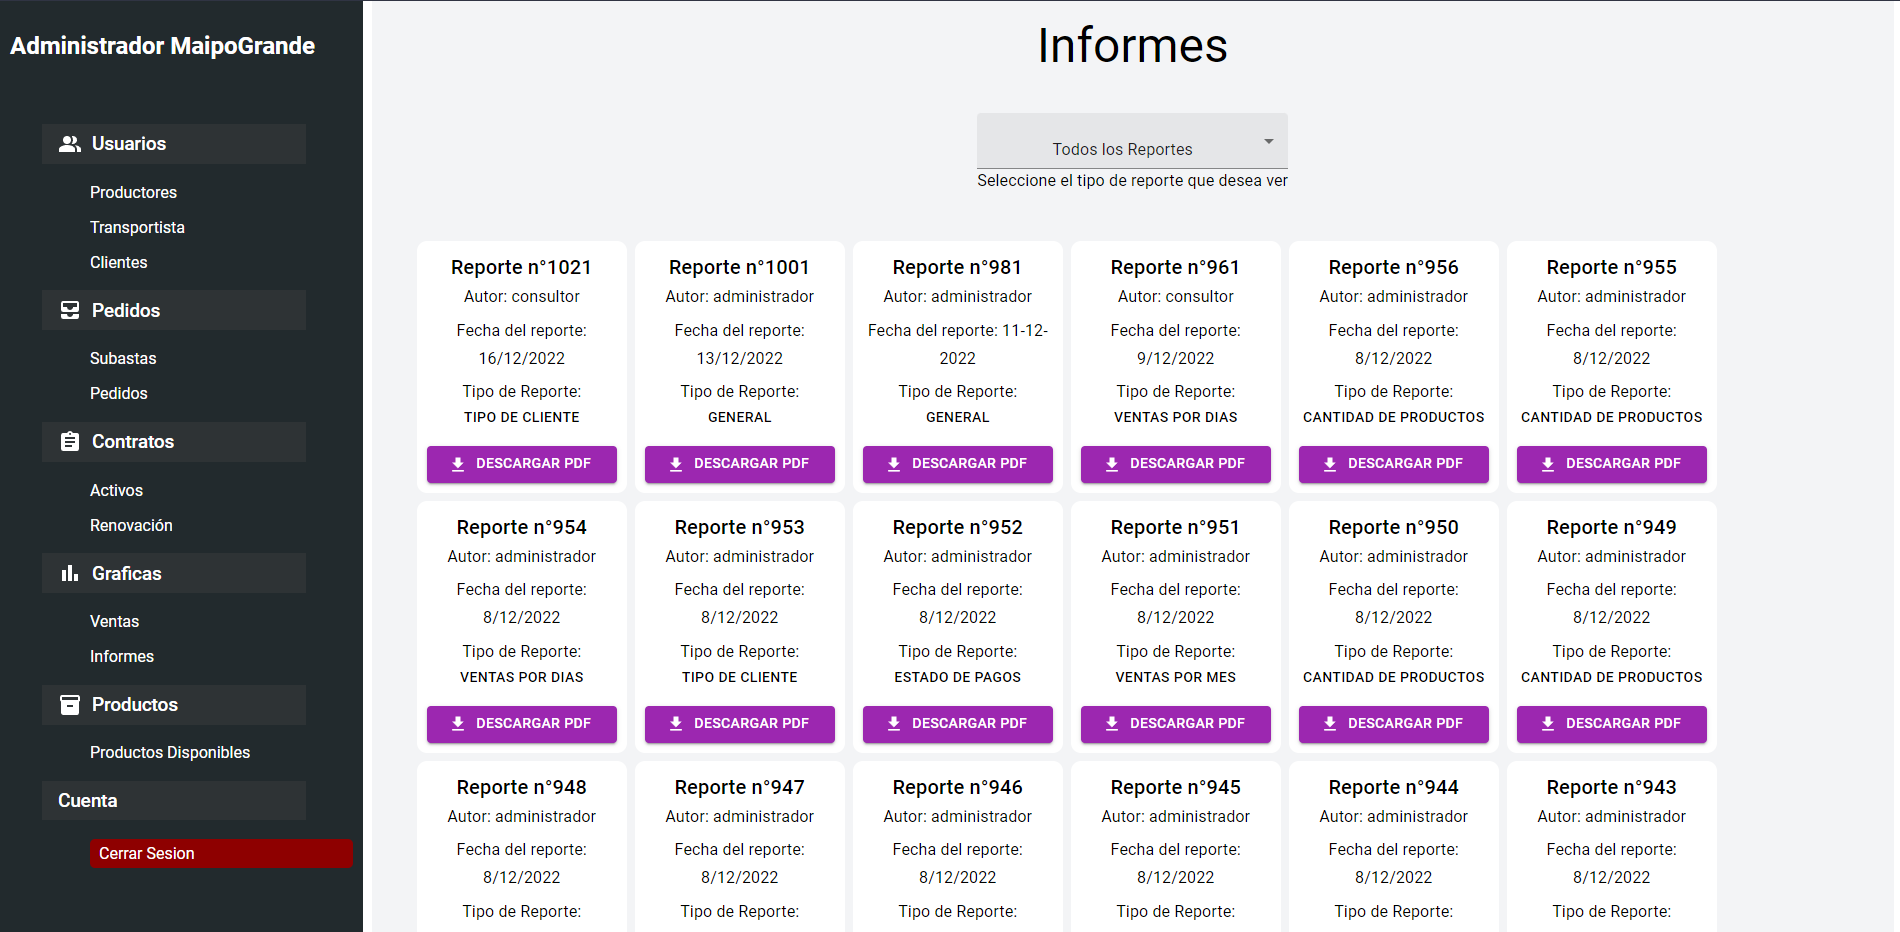 Administrador MaipoGrande
Usuarios
Productores
Transportista
Clientes
Pedidos
Subastas
Pedidos
Contratos
Activos
Renovación
Graficas
Ventas
Informes
Productos
Productos Disponibles
Cuenta
Cerrar Sesion
Informes
Todos los Reportes
Seleccione el tipo de reporte que desea ver
Reporte n°1021
Autor: consultor
Fecha del reporte:
16/12/2022
Tipo de Reporte:
TIPO DE CLIENTE
DESCARGAR PDF
Reporte n°1001
Autor: administrador
Fecha del reporte:
13/12/2022
Tipo de Reporte:
GENERAL
DESCARGAR PDF
Reporte n°981
Autor: administrador
Fecha del reporte: 11-12-
2022
Tipo de Reporte:
GENERAL
DESCARGAR PDF
Reporte n°961
Autor: consultor
Fecha del reporte:
9/12/2022
Tipo de Reporte:
VENTAS POR DIAS
DESCARGAR PDF
Reporte n°956
Autor: administrador
Fecha del reporte:
8/12/2022
Tipo de Reporte:
CANTIDAD DE PRODUCTOS
DESCARGAR PDF
Reporte n°955
Autor: administrador
Fecha del reporte:
8/12/2022
Tipo de Reporte:
CANTIDAD DE PRODUCTOS
DESCARGAR PDF
Reporte n°954
Autor: administrador
Fecha del reporte:
8/12/2022
Tipo de Reporte:
VENTAS POR DIAS
DESCARGAR PDF
Reporte n°953
Autor: administrador
Fecha del reporte:
8/12/2022
Tipo de Reporte:
TIPO DE CLIENTE
DESCARGAR PDF
Reporte n°952
Autor: administrador
Fecha del reporte:
8/12/2022
Tipo de Reporte:
ESTADO DE PAGOS
DESCARGAR PDF
Reporte n°951
Autor: administrador
Fecha del reporte:
8/12/2022
Tipo de Reporte:
VENTAS POR MES
DESCARGAR PDF
Reporte n°950
Autor: administrador
Fecha del reporte:
8/12/2022
Tipo de Reporte:
CANTIDAD DE PRODUCTOS
DESCARGAR PDF
Reporte n°949
Autor: administrador
Fecha del reporte:
8/12/2022
Tipo de Reporte:
CANTIDAD DE PRODUCTOS
DESCARGAR PDF
Reporte n°948
Autor: administrador
Fecha del reporte:
8/12/2022
Tipo de Reporte:
Reporte n°947
Autor: administrador
Fecha del reporte:
8/12/2022
Tipo de Reporte:
Reporte n°946
Autor: administrador
Fecha del reporte:
8/12/2022
Tipo de Reporte:
Reporte n°945
Autor: administrador
Fecha del reporte:
8/12/2022
Tipo de Reporte:
Reporte n°944
Autor: administrador
Fecha del reporte:
8/12/2022
Tipo de Reporte:
Reporte n°943
Autor: administrador
Fecha del reporte:
8/12/2022
Tipo de Reporte: